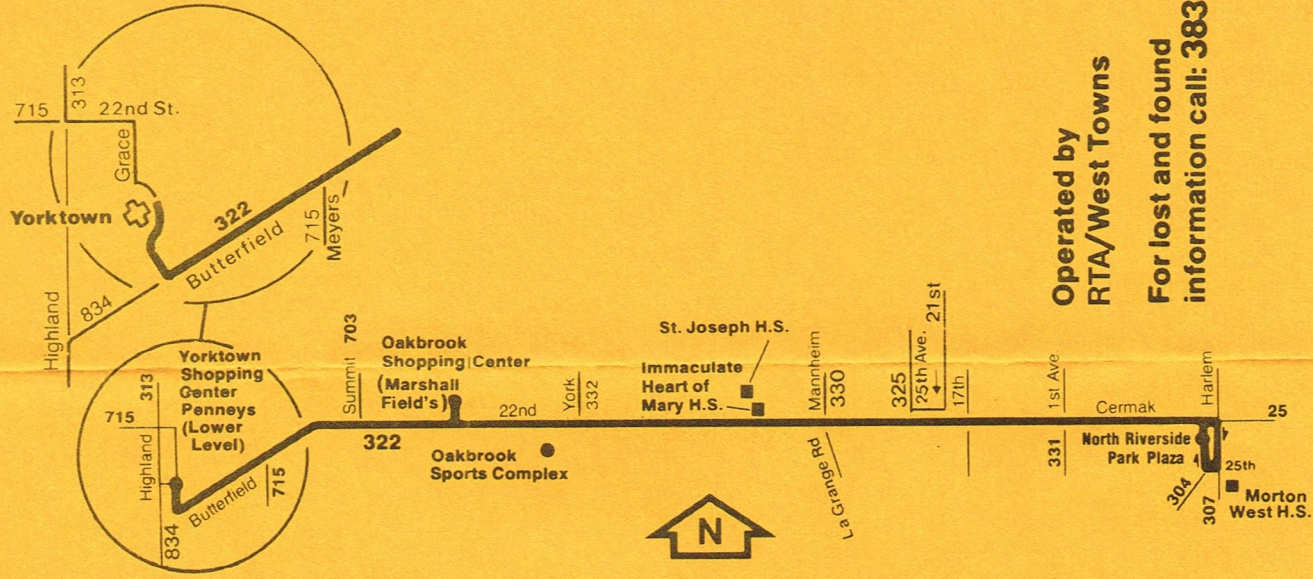 715
313
22nd St.
Grace
Yorktown
322
Butterfield
715
Meyers
Highland
834
Operated by
RTA/West Towns
For lost and found
information call: 383
Yorktown
Shopping
Center
Penneys
(Lower
Level)
313
715
Highland
834
Butterfield
715
Summit 703
Oakbrook
Shopping Center
(Marshall
Field's)
322
22nd
Oakbrook
Sports Complex
York
332
St. Joseph H.S.
Immaculate
Heart of
Mary H.S.
Mannheim
330
La Grange Rd
325
25th Ave.
21st
17th
1st Ave.
331
Cermak
Harlem
25
North Riverside
Park Plaza
25th
304
307
Morton
West H.S.
N